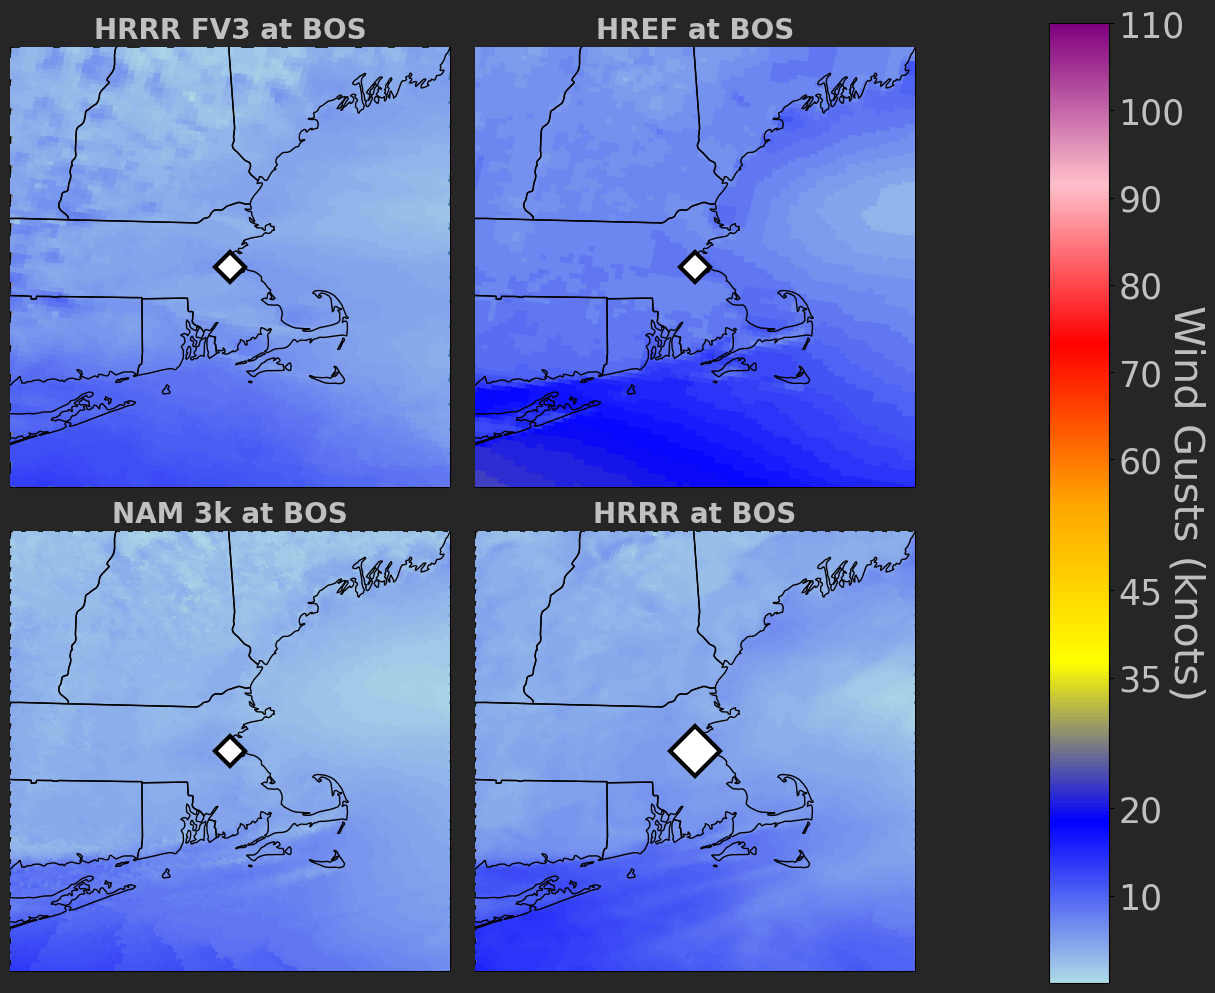 HRRR FV3 at BOS
HREF at BOS
NAM 3k at BOS
HRRR at BOS
110
100
90
80
70
60
45
35
20
10
Wind Gusts (knots)